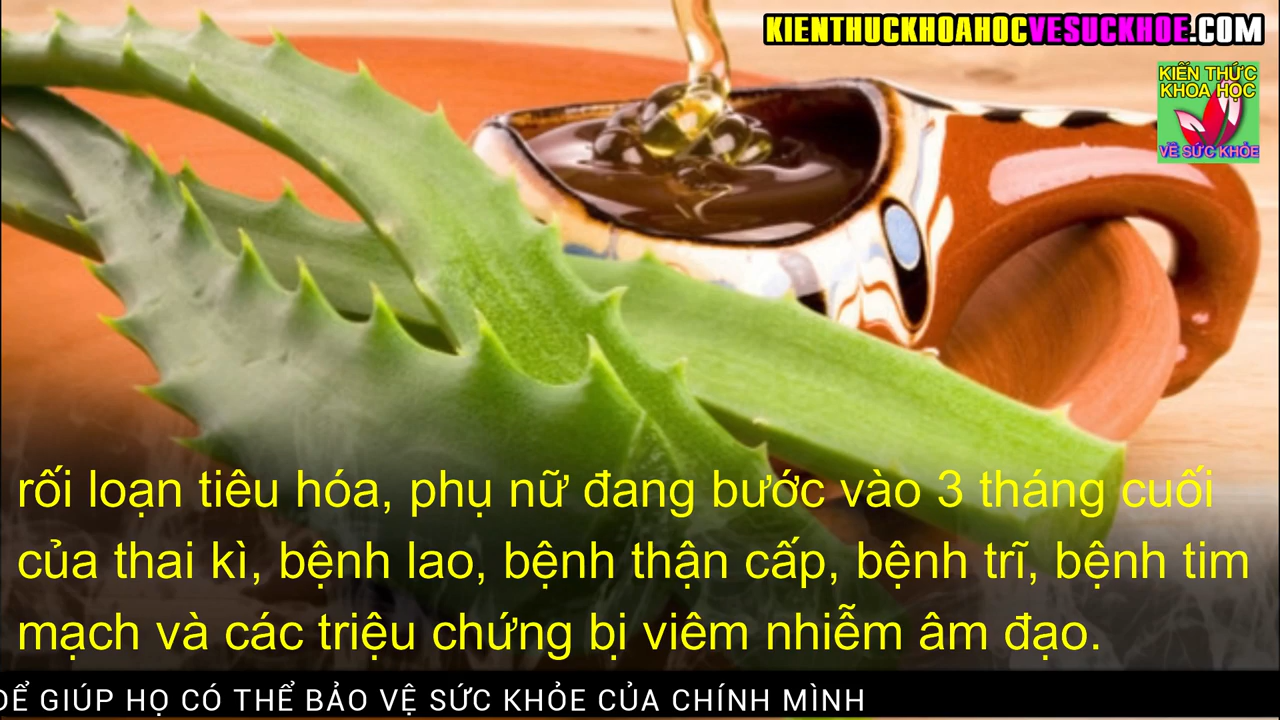 KIENTHUCKHOAHOCVESUCKHOE.COM
KIẾN THỨC
KHOA HỌC
VỀ SỨC KHỎE
rối loạn tiêu hóa, phụ nữ đang bước vào 3 tháng cuối
của thai kì, bệnh lao, bệnh thận cấp, bệnh trĩ, bệnh tim
mạch và các triệu chứng bị viêm nhiễm âm đạo.
ĐỂ GIÚP HỌ CÓ THỂ BẢO VỆ SỨC KHỎE CỦA CHÍNH MÌNH